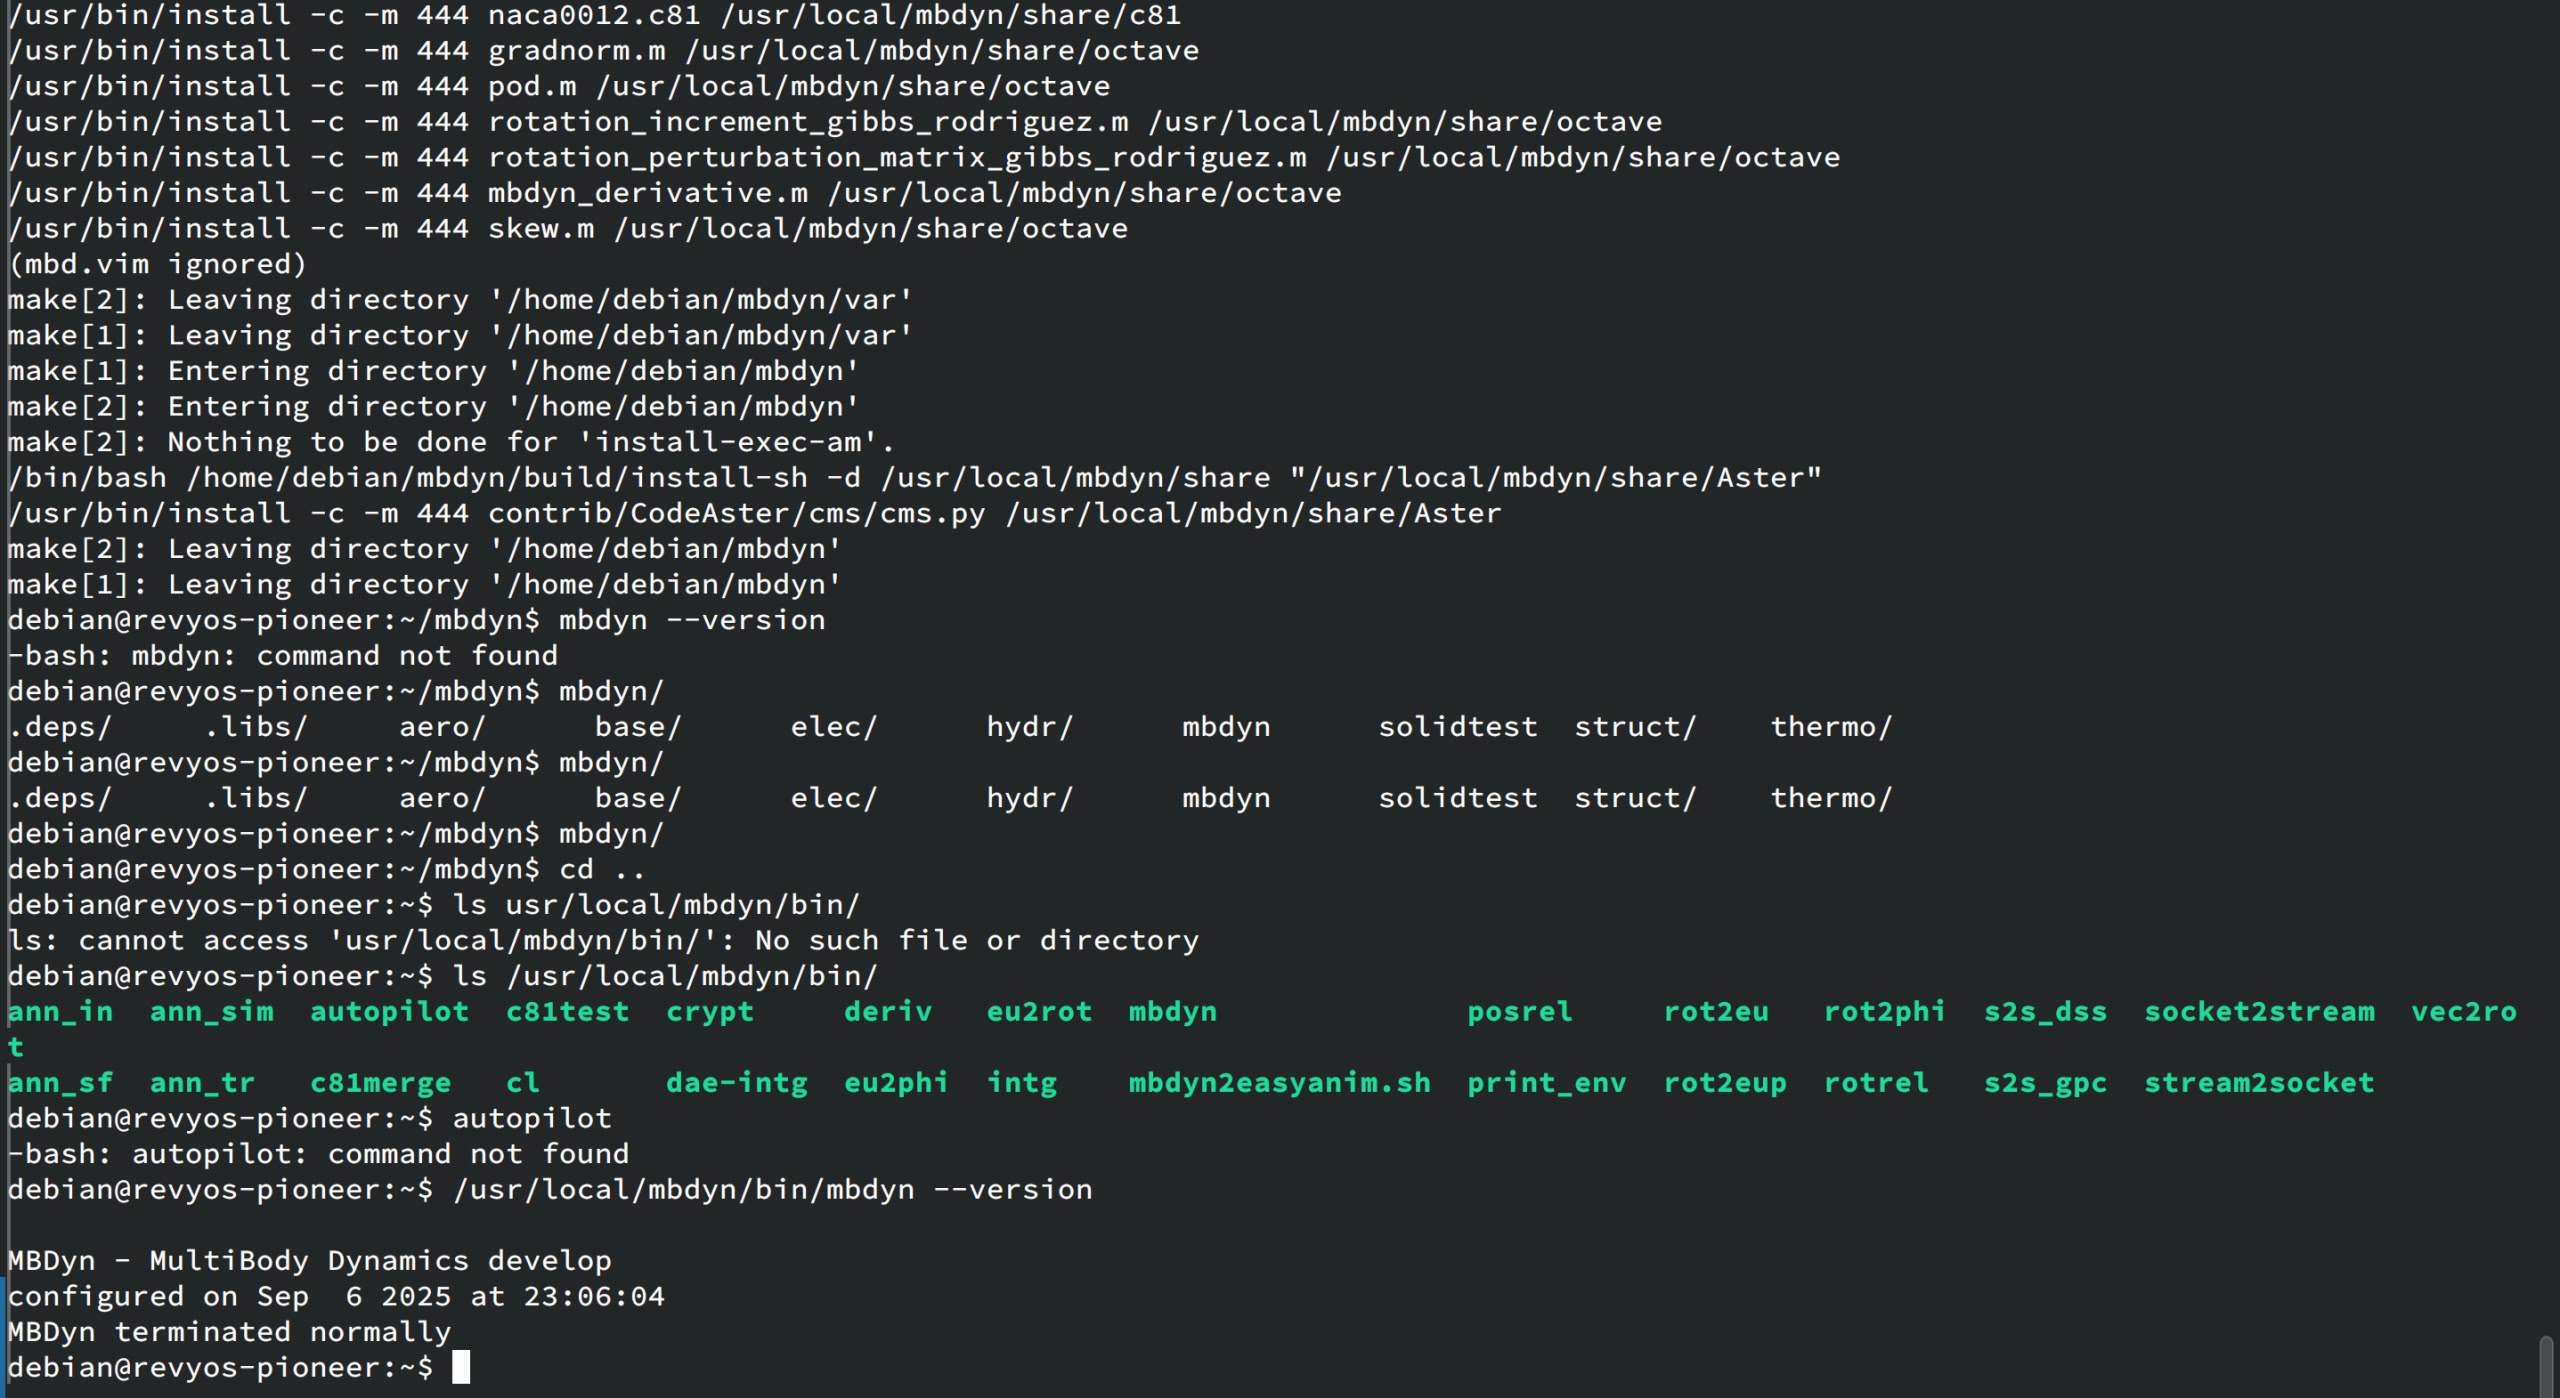 /usr/bin/install -c -m 444 naca0012.c81 /usr/local/mbdyn/share/c81
/usr/bin/install -c -m 444 gradnorm.m /usr/local/mbdyn/share/octave
/usr/bin/install -c -m 444 pod.m /usr/local/mbdyn/share/octave
/usr/bin/install -c -m 444 rotation_increment_gibbs_rodriguez.m /usr/local/mbdyn/share/octave
/usr/bin/install -c -m 444 rotation_perturbation_matrix_gibbs_rodriguez.m /usr/local/mbdyn/share/octave
/usr/bin/install -c -m 444 mbdyn_derivative.m /usr/local/mbdyn/share/octave
/usr/bin/install -c -m 444 skew.m /usr/local/mbdyn/share/octave
(mbd.vim ignored)
make[2]: Leaving directory '/home/debian/mbdyn/var'
make[1]: Leaving directory '/home/debian/mbdyn/var'
make[1]: Entering directory '/home/debian/mbdyn'
make[2]: Entering directory '/home/debian/mbdyn'
make[2]: Nothing to be done for 'install-exec-am'.
/bin/bash /home/debian/mbdyn/build/install-sh -d /usr/local/mbdyn/share "/usr/local/mbdyn/share/Aster"
/usr/bin/install -c -m 444 contrib/CodeAster/cms/cms.py /usr/local/mbdyn/share/Aster
make[2]: Leaving directory '/home/debian/mbdyn'
make[1]: Leaving directory '/home/debian/mbdyn'
debian@revyos-pioneer:~/mbdyn$ mbdyn --version
-bash: mbdyn: command not found
debian@revyos-pioneer:~/mbdyn$ mbdyn/
.deps/ .libs/ aero/ base/ elec/ hydr/ mbdyn solidtest struct/ thermo/
debian@revyos-pioneer:~/mbdyn$ mbdyn/
.deps/ .libs/ aero/ base/ elec/ hydr/ mbdyn solidtest struct/ thermo/
debian@revyos-pioneer:~/mbdyn$ mbdyn/
debian@revyos-pioneer:~/mbdyn$ cd ..
debian@revyos-pioneer:~$ ls usr/local/mbdyn/bin/
ls: cannot access 'usr/local/mbdyn/bin/': No such file or directory
debian@revyos-pioneer:~$ ls /usr/local/mbdyn/bin/
ann_in ann_sim autopilot c81test crypt deriv eu2rot mbdyn posrel rot2eu rot2phi s2s_dss socket2stream vec2ro
t
ann_sf ann_tr c81merge cl dae-intg eu2phi intg mbdyn2easyanim.sh print_env rot2eup rotrel s2s_gpc stream2socket
debian@revyos-pioneer:~$ autopilot
-bash: autopilot: command not found
debian@revyos-pioneer:~$ /usr/local/mbdyn/bin/mbdyn --version
MBDyn - MultiBody Dynamics develop
configured on Sep  6 2025 at 23:06:04
MBDyn terminated normally
debian@revyos-pioneer:~$